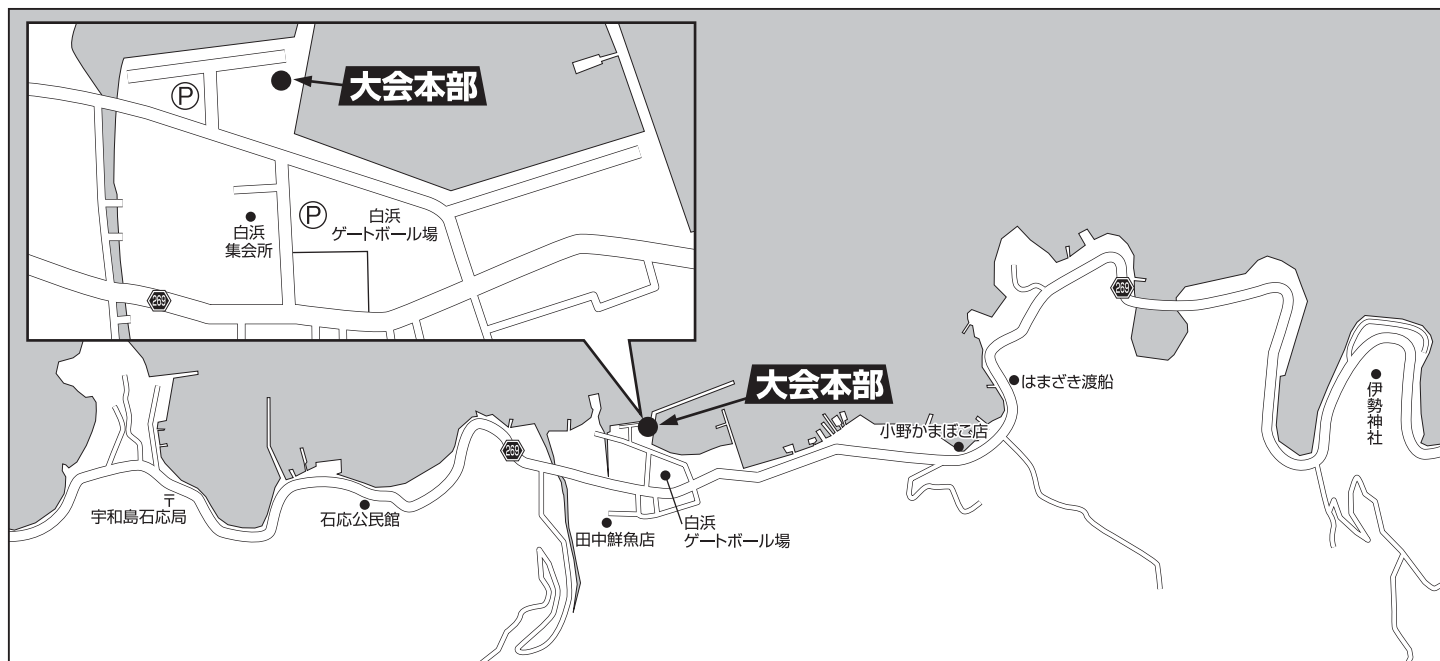 大会本部
Ⓟ
Ⓟ
白浜
ゲートボール場
白浜
集会所
269
269
大会本部
はまざき渡船
伊勢神社
小野かまぼこ店
269
〒
宇和島石応局
石応公民館
田中鮮魚店
白浜
ゲートボール場